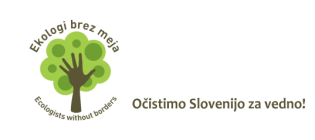 Ekologi brez meja
Ecologists without borders
Očistimo Slovenijo za vedno!